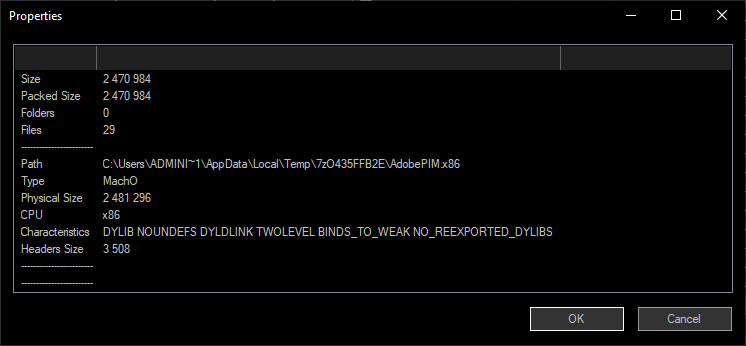 Properties
Size 2 470 984
Packed Size 2 470 984
Folders 0
Files 29
------------------------
Path C:\Users\ADMINI~1\AppData\Local\Temp\7zO435FFB2E\AdobePIM.x86
Type MachO
Physical Size 2 481 296
CPU x86
Characteristics DYLIB NOUNDEFS DYLDLINK TWOLEVEL BINDS_TO_WEAK NO_REEXPORTED_DYLIBS
Headers Size 3 508
------------------------
------------------------
OK Cancel